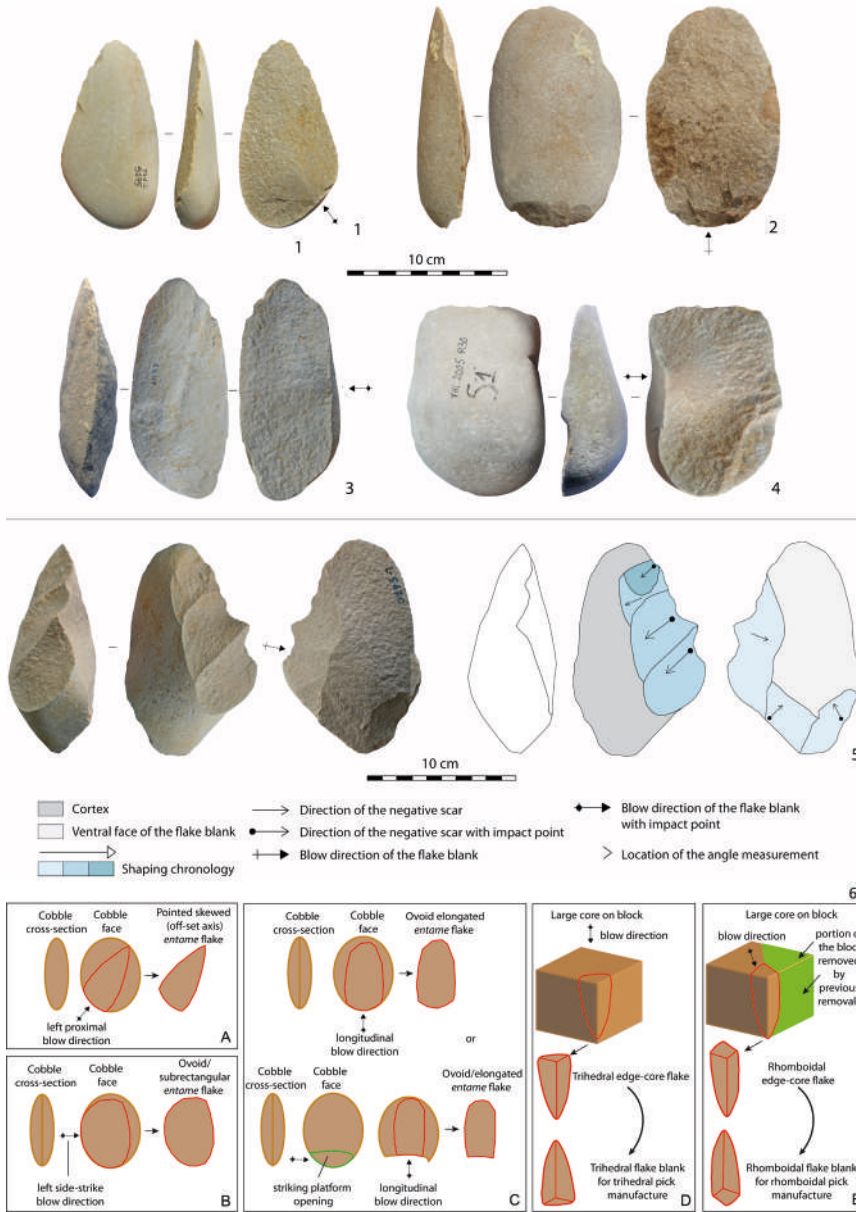 1
1
2
10 cm
YRI 2005 R30
51
3
4
5
10 cm
Cortex
Ventral face of the flake blank
Shaping chronology
Direction of the negative scar
Direction of the negative scar with impact point
Blow direction of the flake blank
Blow direction of the flake blank
with impact point
Location of the angle measurement
6
Cobble
cross-section
Cobble
face
Pointed skewed
(off-set axis)
entame flake
left proximal
blow direction
A
Cobble
cross-section
Cobble
face
Ovoid/
subrectangular
entame flake
left side-strike
blow direction
B
Cobble
cross-section
Cobble
face
Ovoid elongated
entame flake
longitudinal
blow direction
or
Cobble
cross-section
Cobble
face
Ovoid/elongated
entame flake
striking platform
opening
longitudinal
blow direction
C
Large core on block
blow direction
Trihedral edge-core flake
Trihedral flake blank
for trihedral pick
manufacture
D
Large core on block
blow direction
portion o
the bloc
removed
by
previous
removal
Rhomboidal
edge-core flake
Rhomboidal flake blank
for rhomboidal pick
manufacture
E